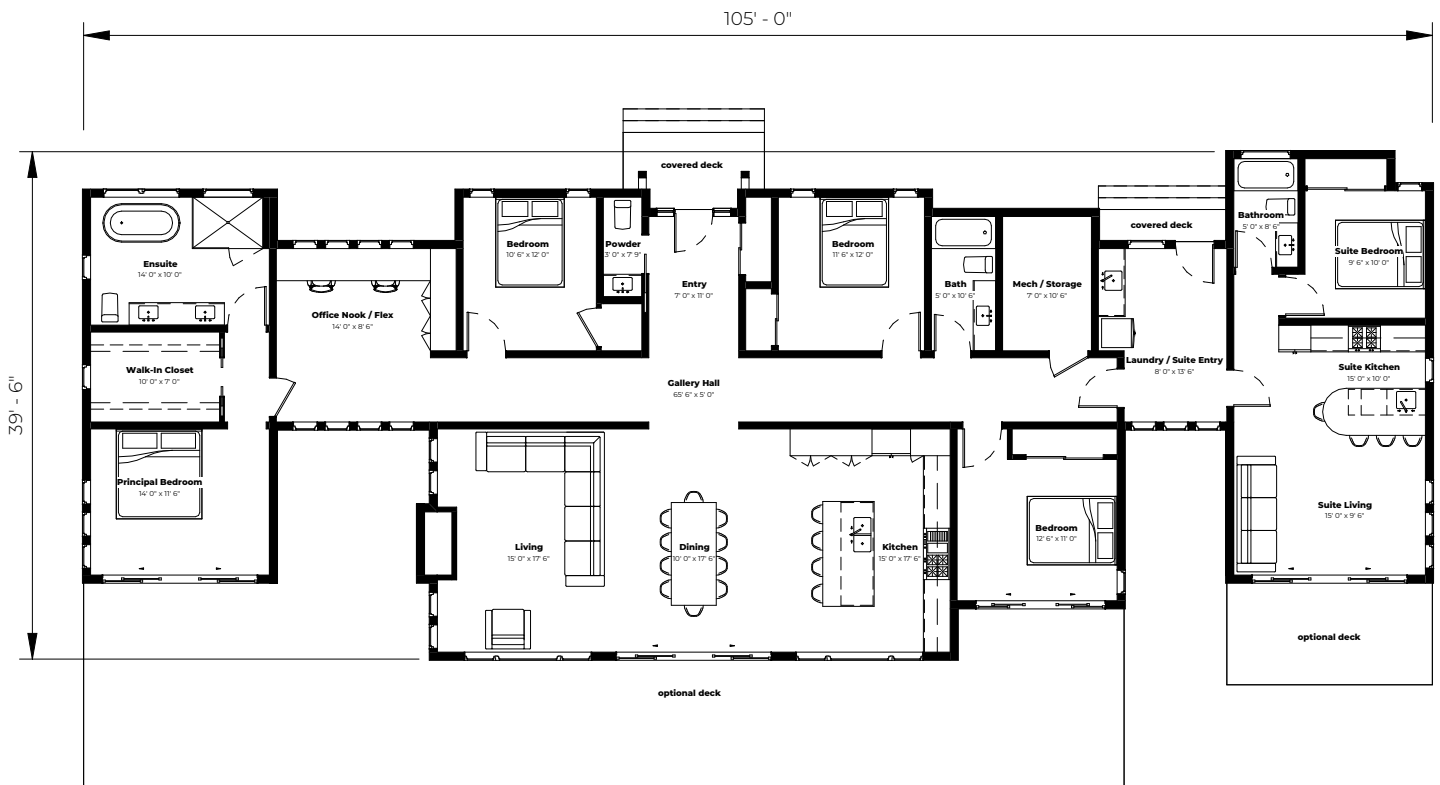 105' - 0"
39' - 6"
covered deck
Ensuite
14' 0" x 10' 0"
Office Nook / Flex
14' 0" x 8' 6"
Bedroom
10' 6" x 12' 0"
Powder
3' 0" x 7' 9"
Entry
7' 0" x 11' 0"
Bedroom
11' 6" x 12' 0"
Bath
5' 0" x 10' 6"
Mech / Storage
7' 0" x 10' 6"
covered deck
Bathroom
5' 0" x 8' 6"
Suite Bedroom
9' 6" x 10' 0"
Walk-In Closet
10' 0" x 7' 0"
Gallery Hall
65' 6" x 5' 0"
Laundry / Suite Entry
8' 0" x 13' 6"
Suite Kitchen
15' 0" x 10' 0"
Principal Bedroom
14' 0" x 11' 6"
Living
15' 0" x 17' 6"
Dining
10' 0" x 17' 6"
Kitchen
15' 0" x 17' 6"
Bedroom
12' 6" x 11' 0"
Suite Living
15' 0" x 9' 6"
optional deck
optional deck